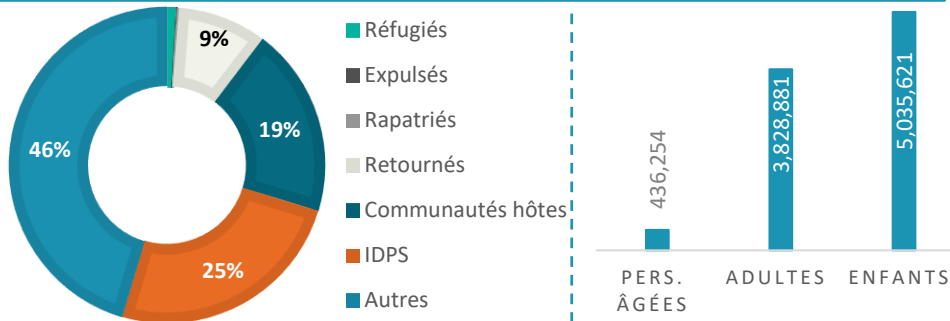 9%
19%
46%
25%
Réfugiés
Expulsés
Rapatriés
Retournés
Communautés hôtes
IDPS
Autres
436,254
3,828,881
5,035,621
PERS. ÂGÉES
ADULTES
ENFANTS